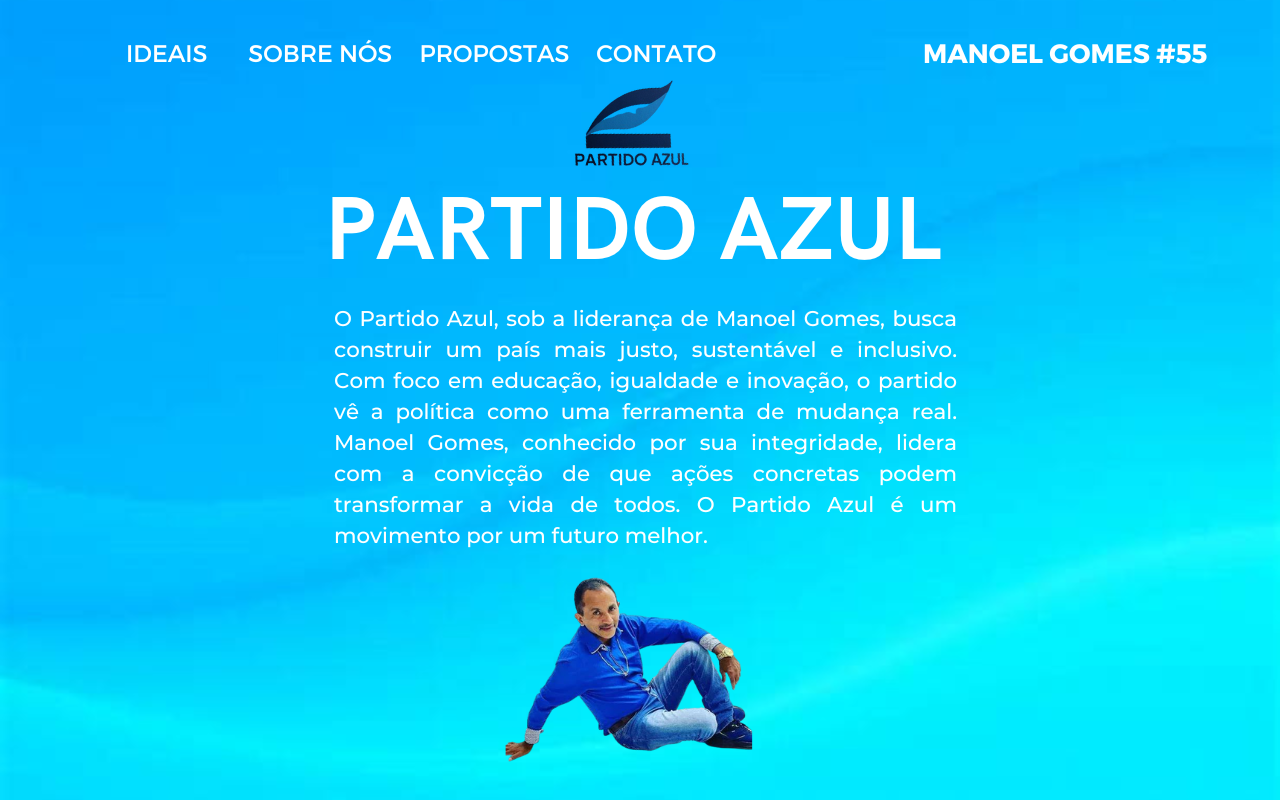 IDEAIS SOBRE NÓS PROPOSTAS CONTATO MANOEL GOMES #55
PARTIDO AZUL
PARTIDO AZUL
O Partido Azul, sob a liderança de Manoel Gomes, busca
construir um país mais justo, sustentável e inclusivo.
Com foco em educação, igualdade e inovação, o partido
vê a política como uma ferramenta de mudança real.
Manoel Gomes, conhecido por sua integridade, lidera
com a convicção de que ações concretas podem
transformar a vida de todos. O Partido Azul é um
movimento por um futuro melhor.